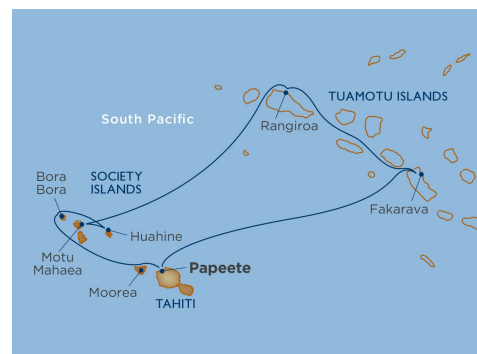 TUAMOTU ISLANDS
South Pacific
Rangiroa
Bora
Bora
SOCIETY
ISLANDS
Fakarava
Huahine
Motu
Mahaea
Papeete
Moorea
TAHITI